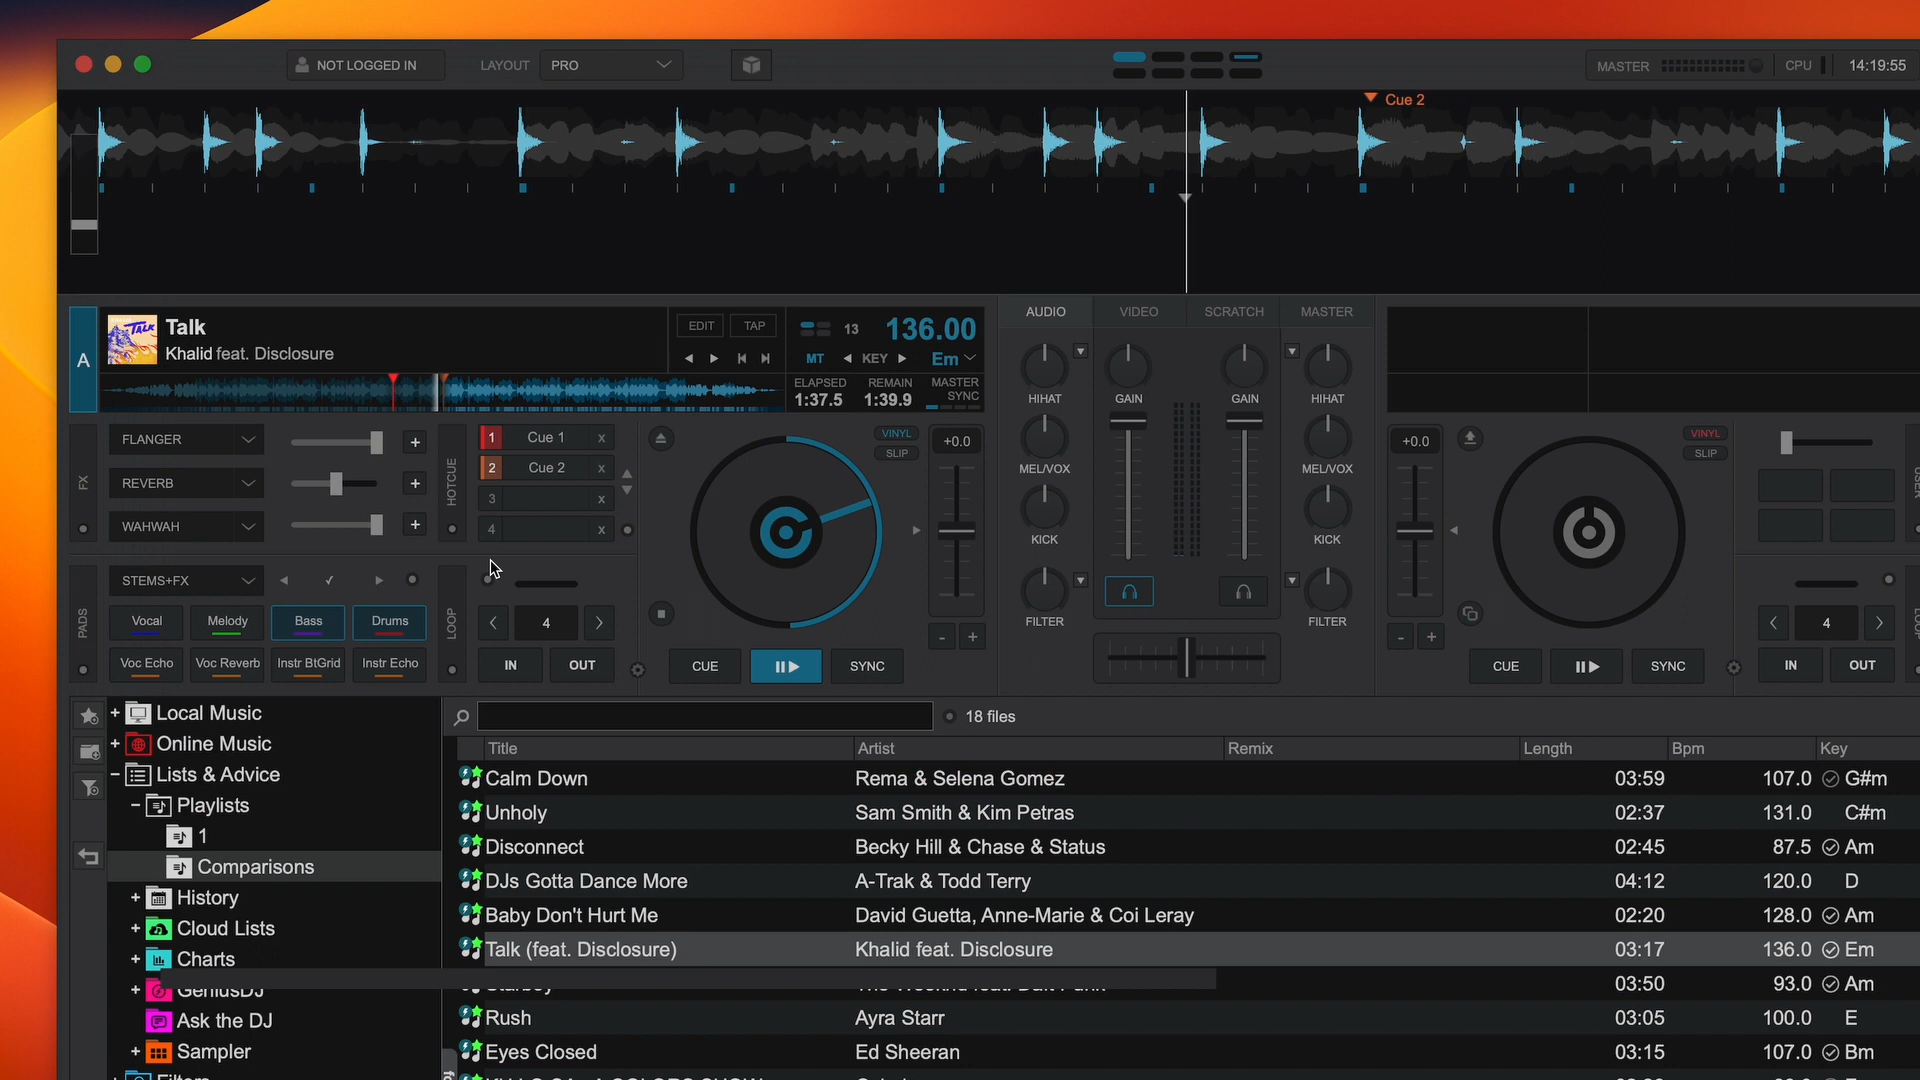 NOT LOGGED IN
LAYOUT
PRO
MASTER
CPU
14:19:55
Cue 2
A
TALK
Talk
Khalid feat. Disclosure
EDIT
TAP
13
136.00
MT
KEY
Em
ELAPSED
1:37.5
REMAIN
1:39.9
MASTER
SYNC
AUDIO
VIDEO
SCRATCH
MASTER
HIHAT
GAIN
GAIN
HIHAT
MEL/VOX
MEL/VOX
KICK
KICK
FILTER
FILTER
FX
FLANGER
REVERB
WAHWAH
HOTCUE
1 Cue 1 x
2 Cue 2 x
3 x
4 x
VINYL
SLIP
+0.0
+0.0
VINYL
SLIP
PADS
STEMS+FX
Vocal
Melody
Bass
Drums
Voc Echo
Voc Reverb
Instr BtGrid
Instr Echo
LOOP
4
IN
OUT
CUE
SYNC
- +
- +
CUE
SYNC
4
IN
OUT
Local Music
Online Music
Lists & Advice
Playlists
1
Comparisons
History
Cloud Lists
Charts
GeniusDJ
Ask the DJ
Sampler
18 files
Title Artist Remix Length Bpm Key
Calm Down Rema & Selena Gomez 03:59 107.0 G#m
Unholy Sam Smith & Kim Petras 02:37 131.0 C#m
Disconnect Becky Hill & Chase & Status 02:45 87.5 Am
DJs Gotta Dance More A-Trak & Todd Terry 04:12 120.0 D
Baby Don't Hurt Me David Guetta, Anne-Marie & Coi Leray 02:20 128.0 Am
Talk (feat. Disclosure) Khalid feat. Disclosure 03:17 136.0 Em
03:50 93.0 Am
Rush Ayra Starr 03:05 100.0 E
Eyes Closed Ed Sheeran 03:15 107.0 Bm